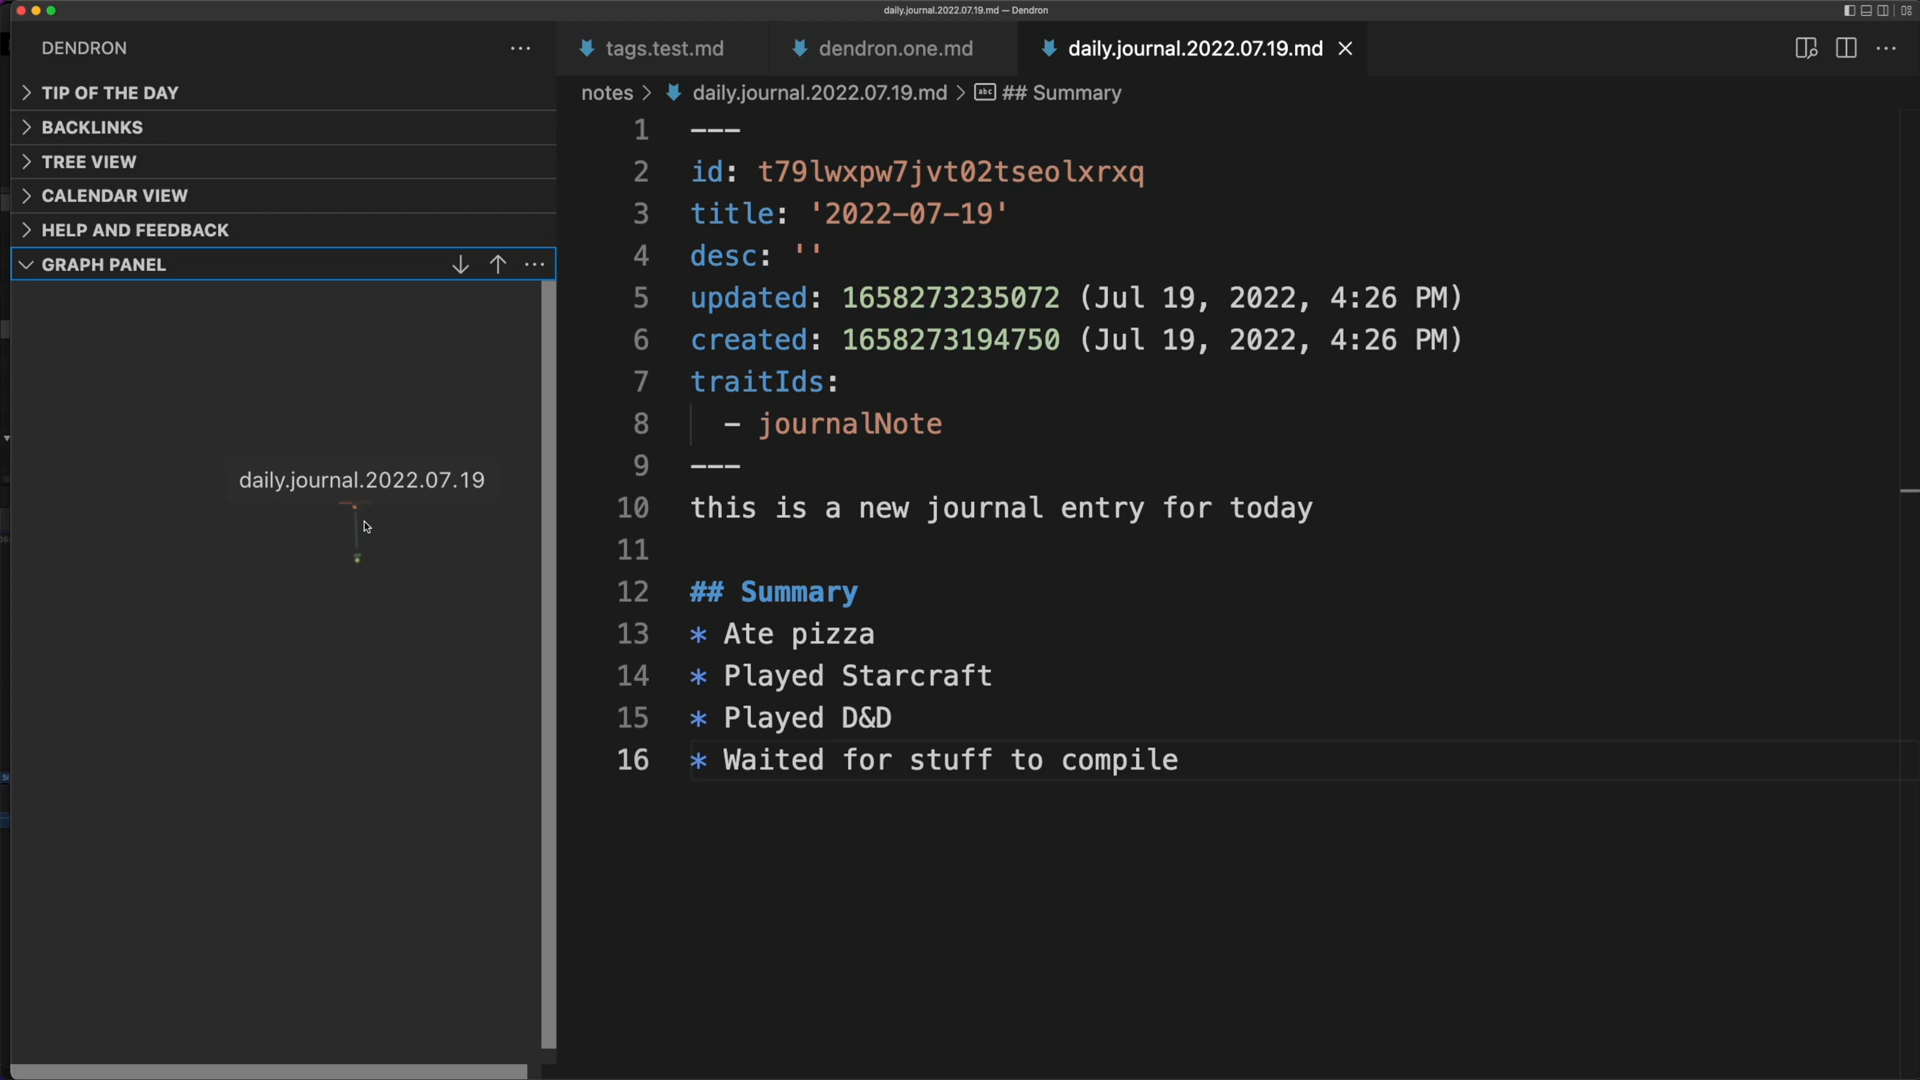 daily.journal.2022.07.19.md — Dendron
DENDRON
TIP OF THE DAY
BACKLINKS
TREE VIEW
CALENDAR VIEW
HELP AND FEEDBACK
GRAPH PANEL
daily.journal.2022.07.19
tags.test.md
dendron.one.md
daily.journal.2022.07.19.md
notes > daily.journal.2022.07.19.md > abc ## Summary
1 ---
2 id: t79lwxpw7jvt02tseolxrxq
3 title: '2022-07-19'
4 desc: ''
5 updated: 1658273235072 (Jul 19, 2022, 4:26 PM)
6 created: 1658273194750 (Jul 19, 2022, 4:26 PM)
7 traitIds:
8 - journalNote
9 ---
10 this is a new journal entry for today
11
12 ## Summary
13 * Ate pizza
14 * Played Starcraft
15 * Played D&D
16 * Waited for stuff to compile